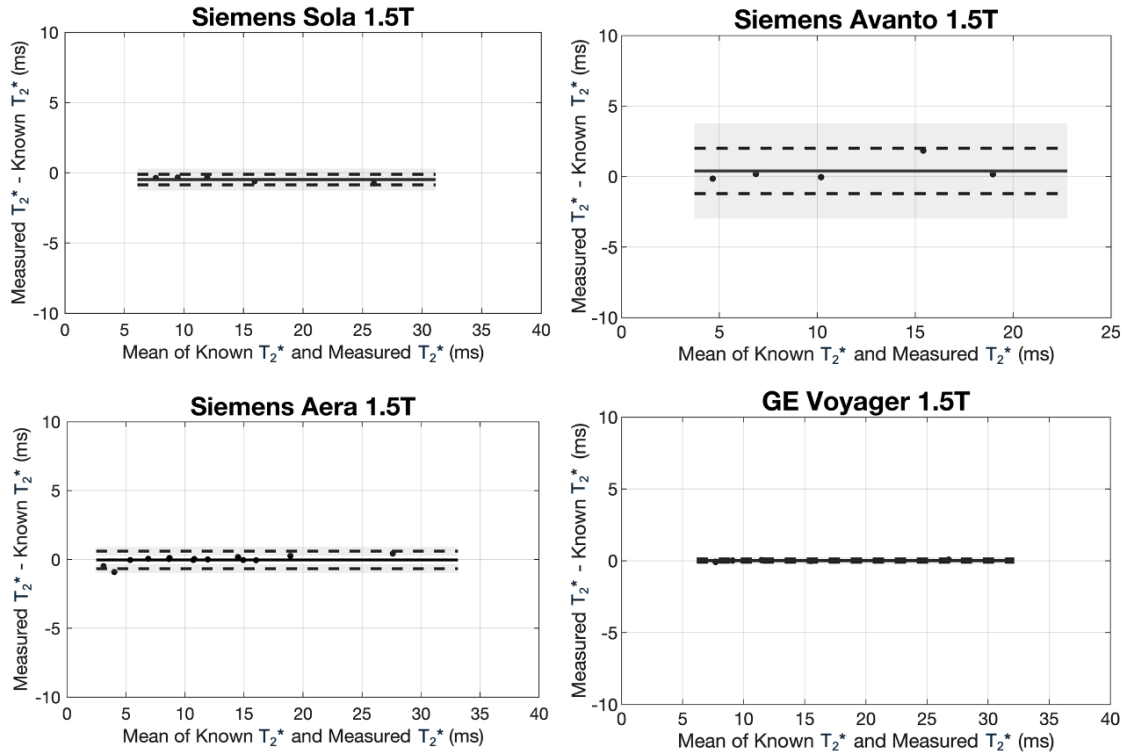 Siemens Sola 1.5T
10
5
0
-5
-10
0 5 10 15 20 25 30 35 40
Measured T₂* - Known T₂* (ms)
Mean of Known T₂* and Measured T₂* (ms)
Siemens Avanto 1.5T
10
5
0
-5
-10
0 5 10 15 20 25
Measured T₂* - Known T₂* (ms)
Mean of Known T₂* and Measured T₂* (ms)
Siemens Aera 1.5T
10
5
0
-5
-10
0 5 10 15 20 25 30 35 40
Measured T₂* - Known T₂* (ms)
Mean of Known T₂* and Measured T₂* (ms)
GE Voyager 1.5T
10
5
0
-5
-10
0 5 10 15 20 25 30 35 40
Measured T₂* - Known T₂* (ms)
Mean of Known T₂* and Measured T₂* (ms)